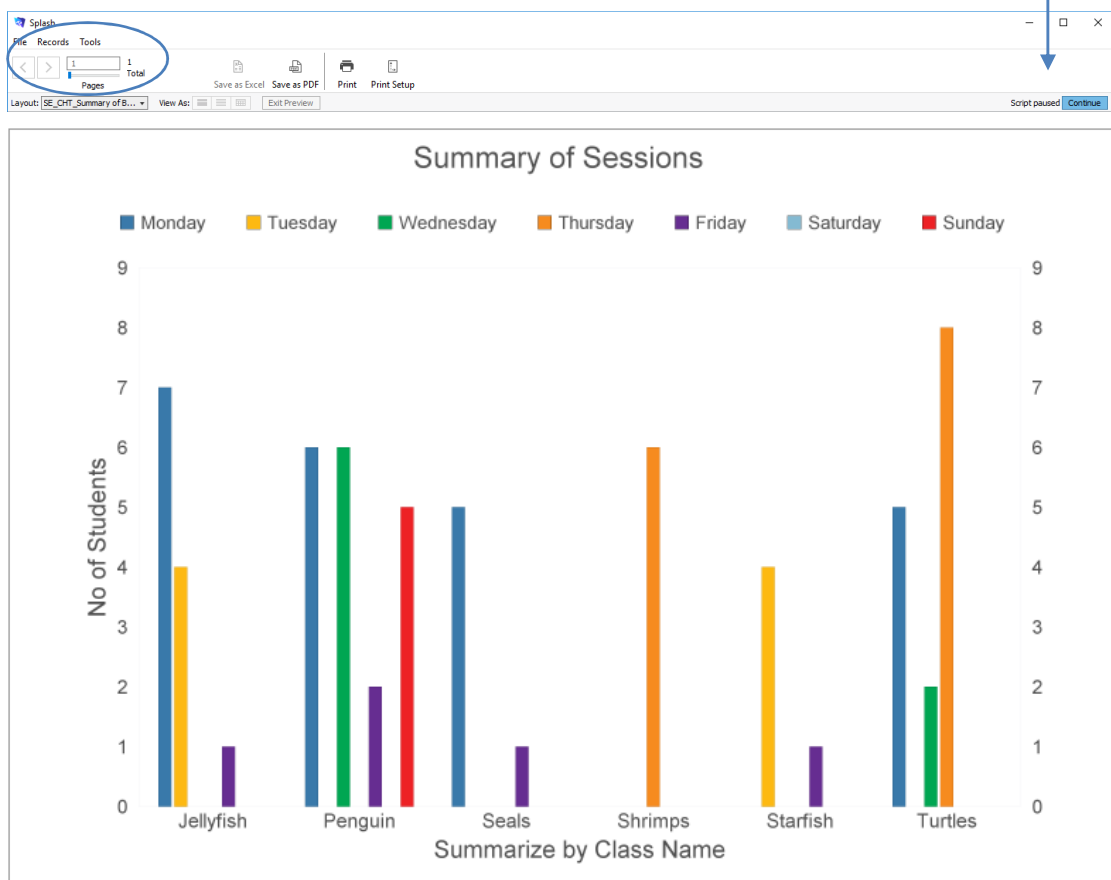 Splash
File Records Tools
1 1
Total
Pages
Save as Excel Save as PDF Print Print Setup
Layout: SE_CHT_Summary of B... View As: Exit Preview Script paused Continue
Summary of Sessions
Monday Tuesday Wednesday Thursday Friday Saturday Sunday
9 9
8 8
7 7
6 6
5 5
4 4
3 3
2 2
1 1
0 0
No of Students
Jellyfish Penguin Seals Shrimps Starfish Turtles
Summarize by Class Name